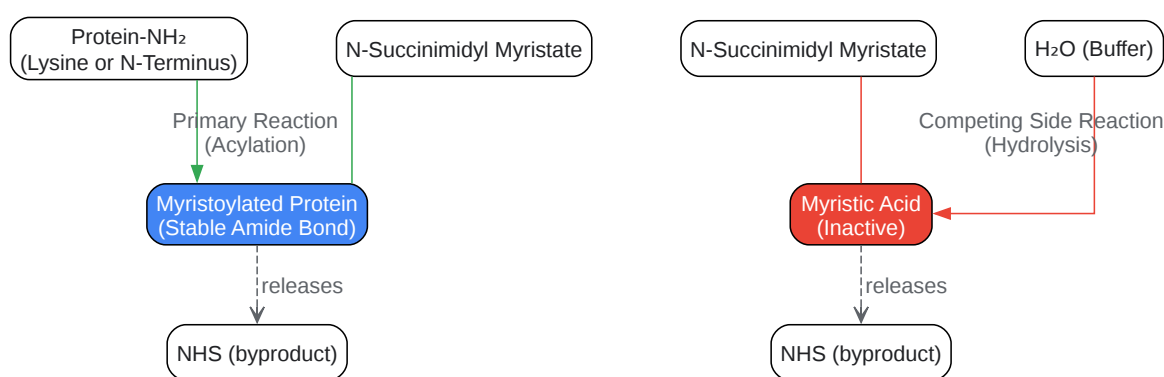 Protein-NH₂
(Lysine or N-Terminus)
N-Succinimidyl Myristate
Primary Reaction
(Acylation)
Myristoylated Protein
(Stable Amide Bond)
releases
NHS (byproduct)
N-Succinimidyl Myristate
H₂O (Buffer)
Competing Side Reaction
(Hydrolysis)
Myristic Acid
(Inactive)
releases
NHS (byproduct)